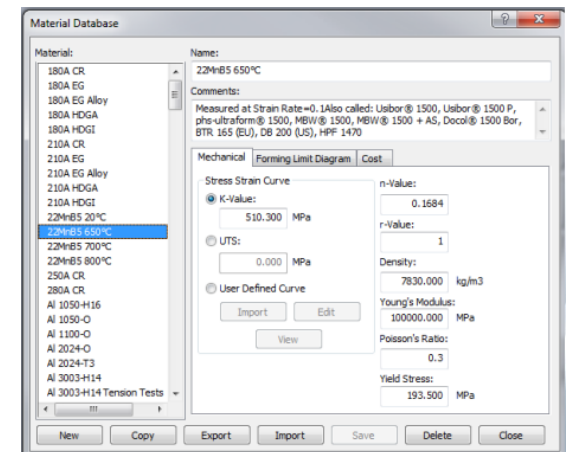 Material Database
Material:
180A CR
180A EG
180A EG Alloy
180A HDGA
180A HDGI
210A CR
210A EG
210A EG Alloy
210A HDGA
210A HDGI
22MnB5 20°C
22MnB5 650°C
22MnB5 700°C
22MnB5 800°C
250A CR
280A CR
Al 1050-H16
Al 1050-O
Al 1100-O
Al 2024-O
Al 2024-T3
Al 3003-H14
Al 3003-H14 Tension Tests
Name:
22MnB5 650°C
Comments:
Measured at Strain Rate=0.1Also called: Usibor® 1500, Usibor® 1500 P,
phs-ultraform® 1500, MBW® 1500, MBW® 1500 + AS, Docol® 1500 Bor,
BTR 165 (EU), DB 200 (US), HPF 1470
Mechanical Forming Limit Diagram Cost
Stress Strain Curve
K-Value:
510.300 MPa
UTS:
0.000 MPa
User Defined Curve
Import Edit
View
n-Value:
0.1684
r-Value:
1
Density:
7830.000 kg/m3
Young's Modulus:
100000.000 MPa
Poisson's Ratio:
0.3
Yield Stress:
193.500 MPa
New Copy Export Import Save Delete Close